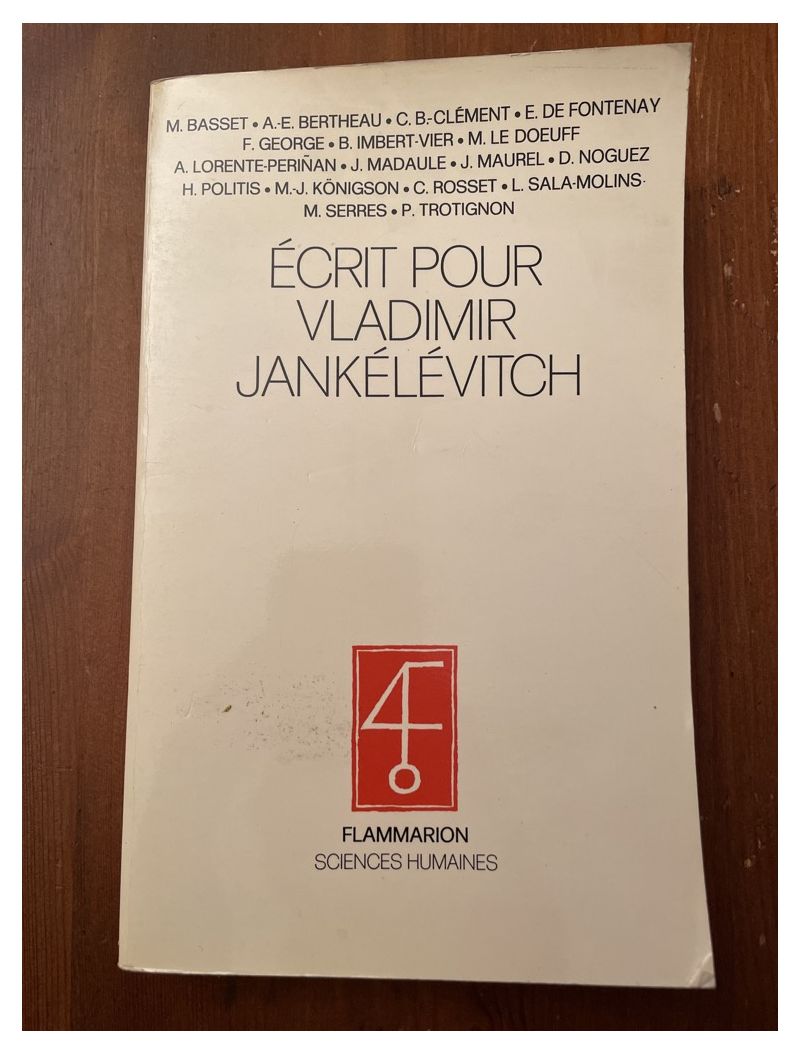 M. BASSET • A.-E. BERTHEAU • C. B.-CLÉMENT • E. DE FONTENAY
F. GEORGE • B. IMBERT-VIER • M. LE DOEUFF
A. LORENTE-PERIÑAN • J. MADAULE • J. MAUREL • D. NOGUEZ
H. POLITIS • M.-J. KÖNIGSON • C. ROSSET • L. SALA-MOLINS
M. SERRES • P. TROTIGNON
ÉCRIT POUR
VLADIMIR
JANKÉLÉVITCH
FLAMMARION
SCIENCES HUMAINES